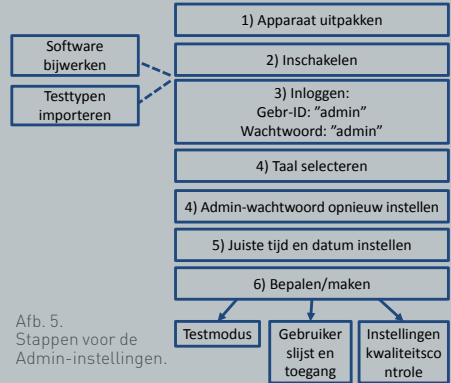 1) Apparaat uitpakken
Software
bijwerken
2) Inschakelen
Testtypen
importeren
3) Inloggen:
Gebr-ID: ”admin”
Wachtwoord: ”admin”
4) Taal selecteren
4) Admin-wachtwoord opnieuw instellen
5) Juiste tijd en datum instellen
6) Bepalen/maken
Testmodus
Gebruiker
slijst en
toegang
Instellingen
kwaliteitsco
ntrole
Afb. 5.
Stappen voor de
Admin-instellingen.